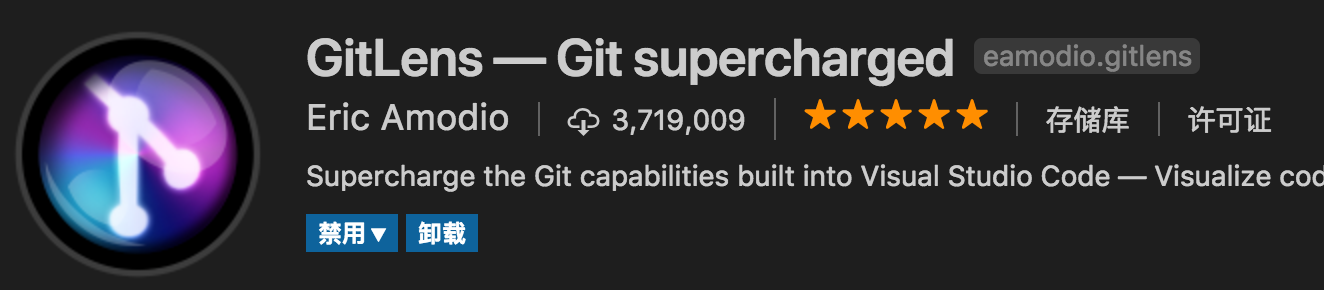 GitLens — Git supercharged eamodio.gitlens
Eric Amodio 3,719,009 存储库 许可证
Supercharge the Git capabilities built into Visual Studio Code — Visualize cod
禁用 卸载